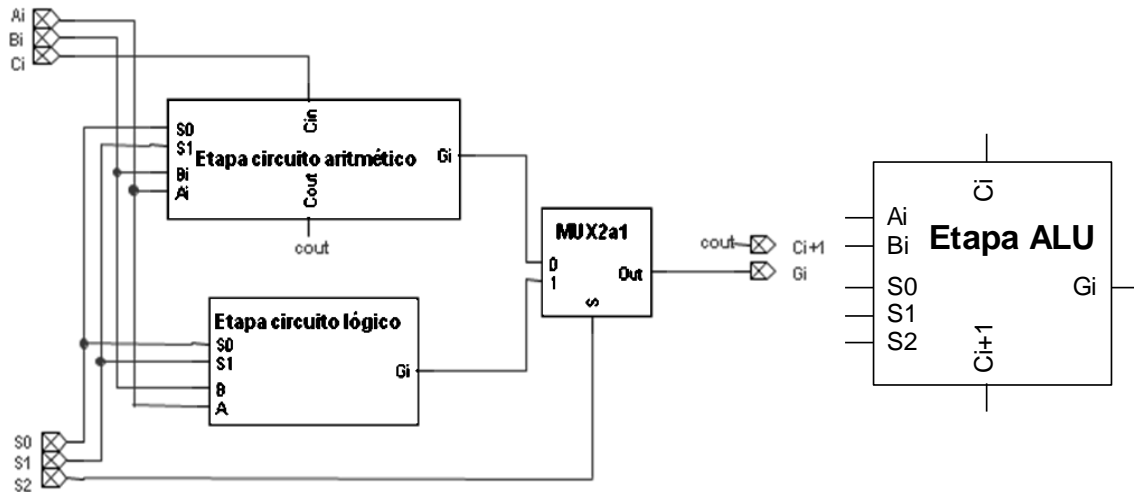 Ai
Bi
Ci
S0
S1
Bi
Ai
Cin
Etapa circuito aritmético
Cout
Gi
cout
Etapa circuito lógico
S0
S1
B
A
Gi
MUX2a1
0
1
Out
S
cout
Ci+1
Gi
S0
S1
S2
Ci
Ai
Bi
Etapa ALU
S0
S1
S2
Gi
Ci+1